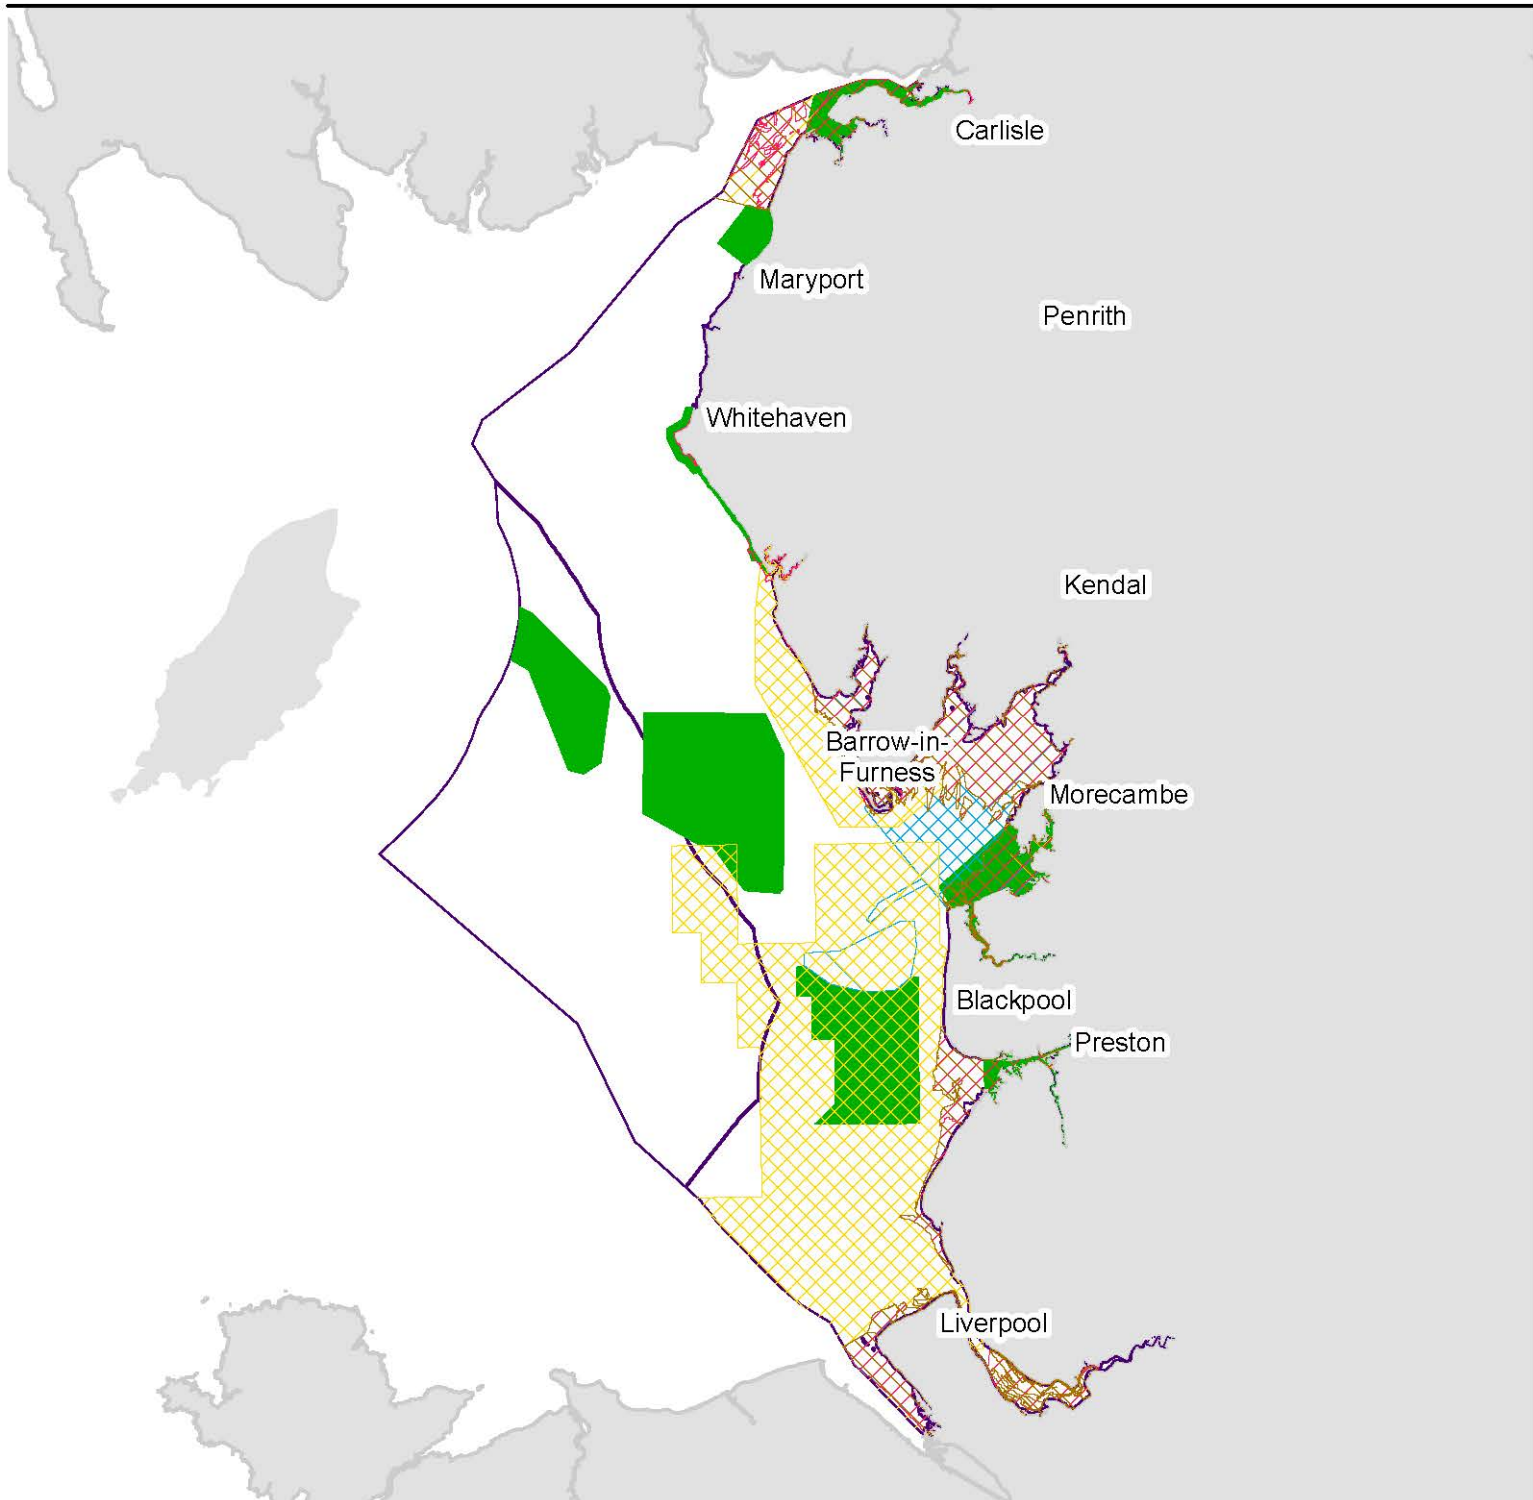 Carlisle
Maryport
Penrith
Whitehaven
Kendal
Barrow-in-
Furness
Morecambe
Blackpool
Preston
Liverpool